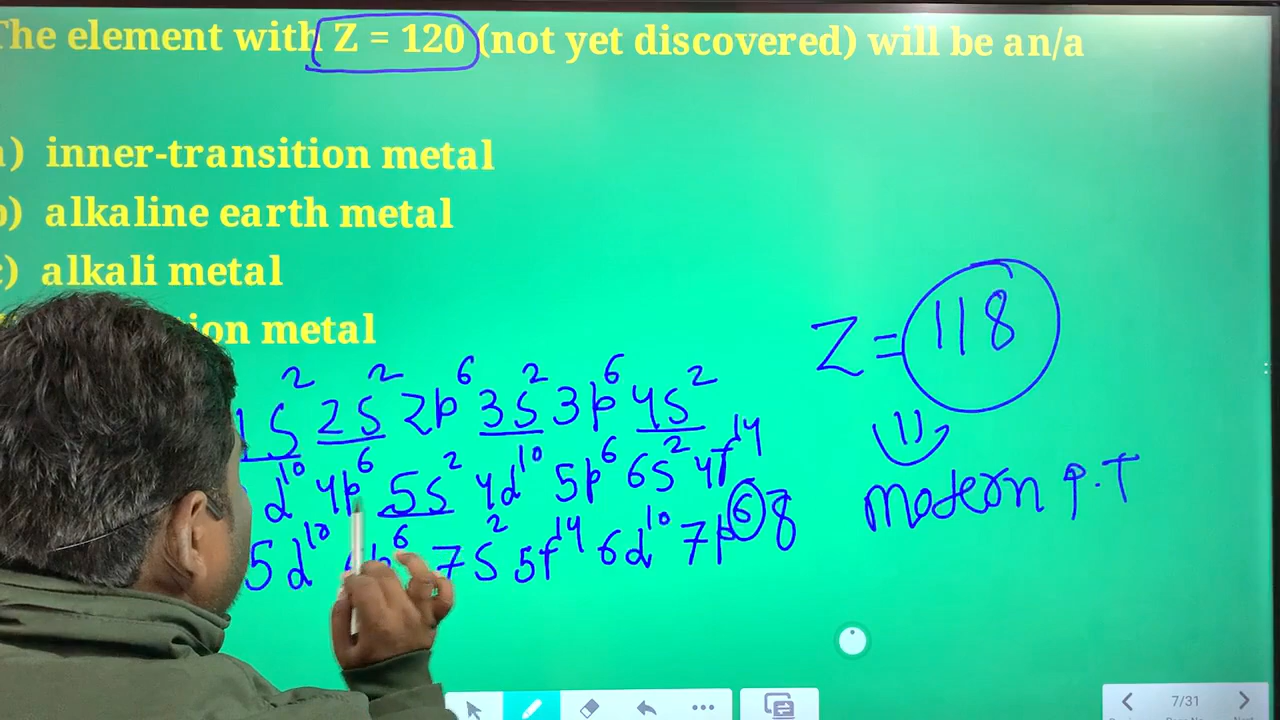 The element with Z = 120 (not yet discovered) will be an/a
a) inner-transition metal
b) alkaline earth metal
c) alkali metal
ion metal
Z = 118
Modern P.T
1s² 2s² 2p⁶ 3s² 3p⁶ 4s²
d¹⁰ 4p⁶ 5s² 4d¹⁰ 5p⁶ 6s² 4f¹⁴
5d¹⁰ p⁶ 7s² 5f¹⁴ 6d¹⁰ 7p⁶ 8
7/31